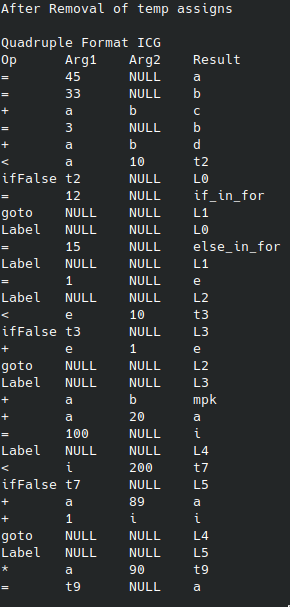 After Removal of temp assigns
Quadruple Format ICG
Op Arg1 Arg2 Result
= 45 NULL a
= 33 NULL b
+ a b c
= 3 NULL b
+ a b d
< a 10 t2
ifFalse t2 NULL L0
= 12 NULL if_in_for
goto NULL NULL L1
Label NULL NULL L0
= 15 NULL else_in_for
Label NULL NULL L1
= 1 NULL e
Label NULL NULL L2
< e 10 t3
ifFalse t3 NULL L3
+ e 1 e
goto NULL NULL L2
Label NULL NULL L3
+ a b mpk
+ a 20 a
= 100 NULL i
Label NULL NULL L4
< i 200 t7
ifFalse t7 NULL L5
+ a 89 a
+ 1 i i
goto NULL NULL L4
Label NULL NULL L5
* a 90 t9
= t9 NULL a